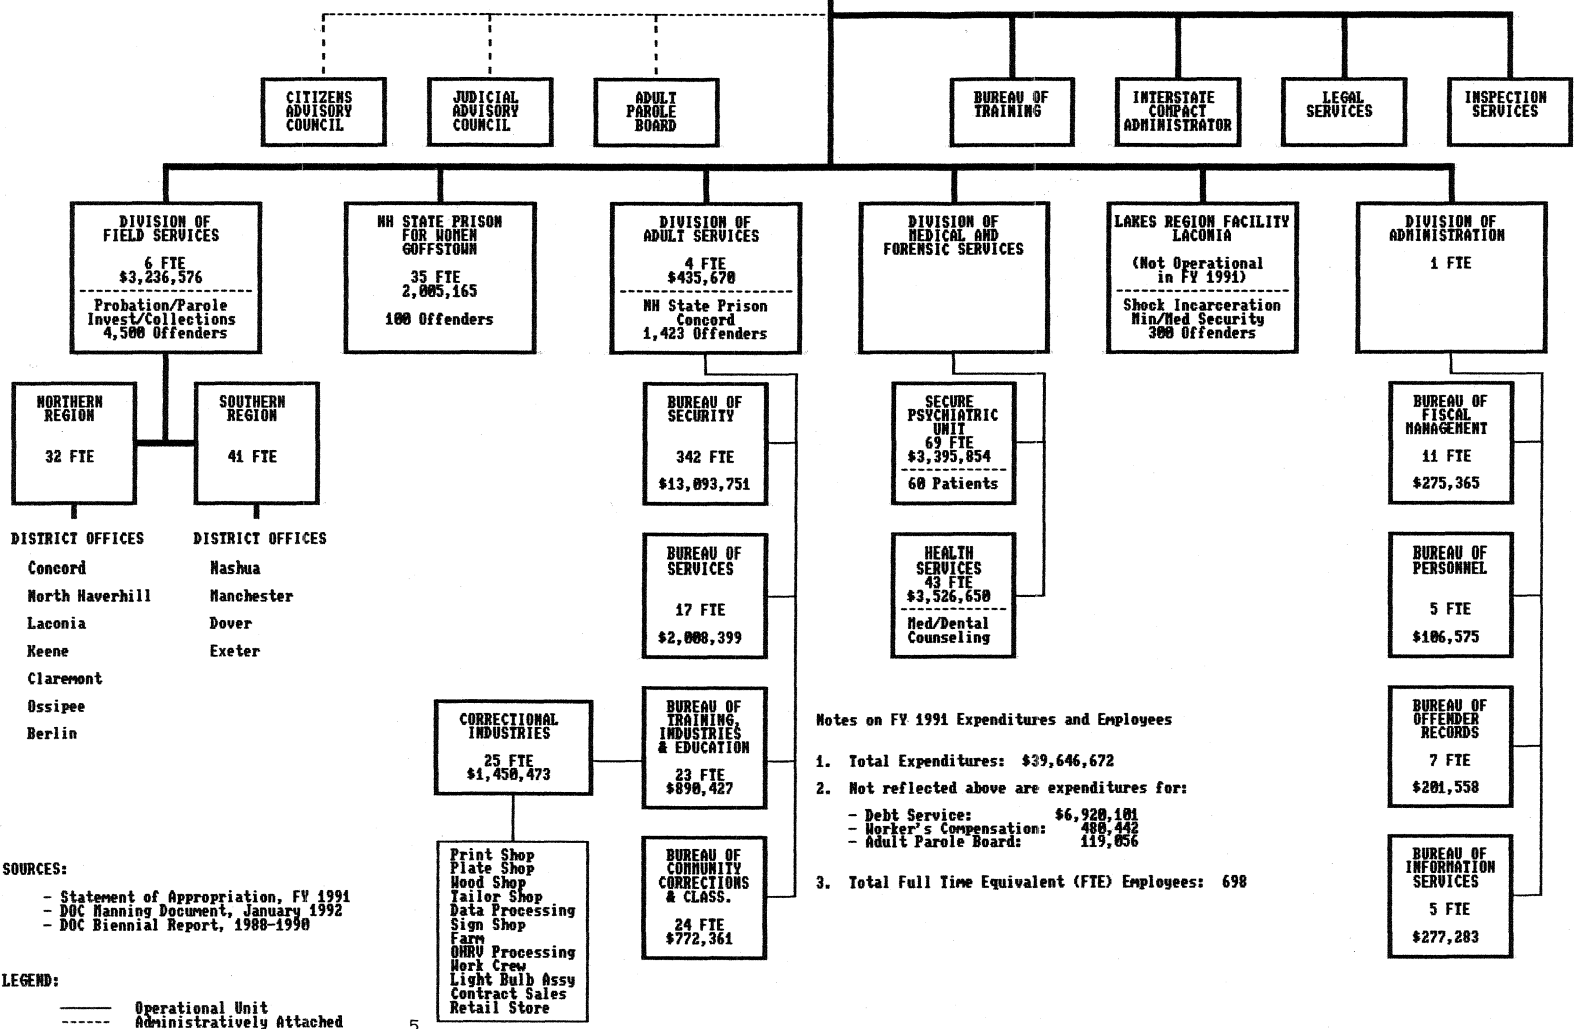 CITIZENS
ADVISORY
COUNCIL
JUDICIAL
ADVISORY
COUNCIL
ADULT
PAROLE
BOARD
BUREAU OF
TRAINING
INTERSTATE
COMPACT
ADMINISTRATOR
LEGAL
SERVICES
INSPECTION
SERVICES
DIVISION OF
FIELD SERVICES
6 FTE
$3,236,576
Probation/Parole
Invest/Collections
4,500 Offenders
NH STATE PRISON
FOR WOMEN
GOFFSTOWN
35 FTE
2,005,165
100 Offenders
DIVISION OF
ADULT SERVICES
4 FTE
$435,670
NH State Prison
Concord
1,423 Offenders
DIVISION OF
MEDICAL AND
FORENSIC SERVICES
LAKES REGION FACILITY
LACONIA
(Not Operational
in FY 1991)
Shock Incarceration
Min/Med Security
300 Offenders
DIVISION OF
ADMINISTRATION
1 FTE
NORTHERN
REGION
32 FTE
SOUTHERN
REGION
41 FTE
DISTRICT OFFICES
Concord
North Haverhill
Laconia
Keene
Claremont
Ossipee
Berlin
DISTRICT OFFICES
Nashua
Manchester
Dover
Exeter
BUREAU OF
SECURITY
342 FTE
$13,093,751
BUREAU OF
SERVICES
17 FTE
$2,008,399
BUREAU OF
TRAINING,
INDUSTRIES
& EDUCATION
23 FTE
$890,427
BUREAU OF
COMMUNITY
CORRECTIONS
& CLASS.
24 FTE
$772,361
CORRECTIONAL
INDUSTRIES
25 FTE
$1,450,473
Print Shop
Plate Shop
Wood Shop
Tailor Shop
Data Processing
Sign Shop
Farm
OHRV Processing
Work Crew
Light Bulb Assy
Contract Sales
Retail Store
SECURE
PSYCHIATRIC
UNIT
69 FTE
$3,395,854
60 Patients
HEALTH
SERVICES
43 FTE
$3,526,650
Med/Dental
Counseling
BUREAU OF
FISCAL
MANAGEMENT
11 FTE
$275,365
BUREAU OF
PERSONNEL
5 FTE
$106,575
BUREAU OF
OFFENDER
RECORDS
7 FTE
$201,558
BUREAU OF
INFORMATION
SERVICES
5 FTE
$277,283
Notes on FY 1991 Expenditures and Employees
1. Total Expenditures: $39,646,672
2. Not reflected above are expenditures for:
- Debt Service: $6,920,101
- Worker's Compensation: 480,442
- Adult Parole Board: 119,056
3. Total Full Time Equivalent (FTE) Employees: 698
SOURCES:
- Statement of Appropriation, FY 1991
- DOC Manning Document, January 1992
- DOC Biennial Report, 1988-1990
LEGEND:
Operational Unit
Administratively Attached
5